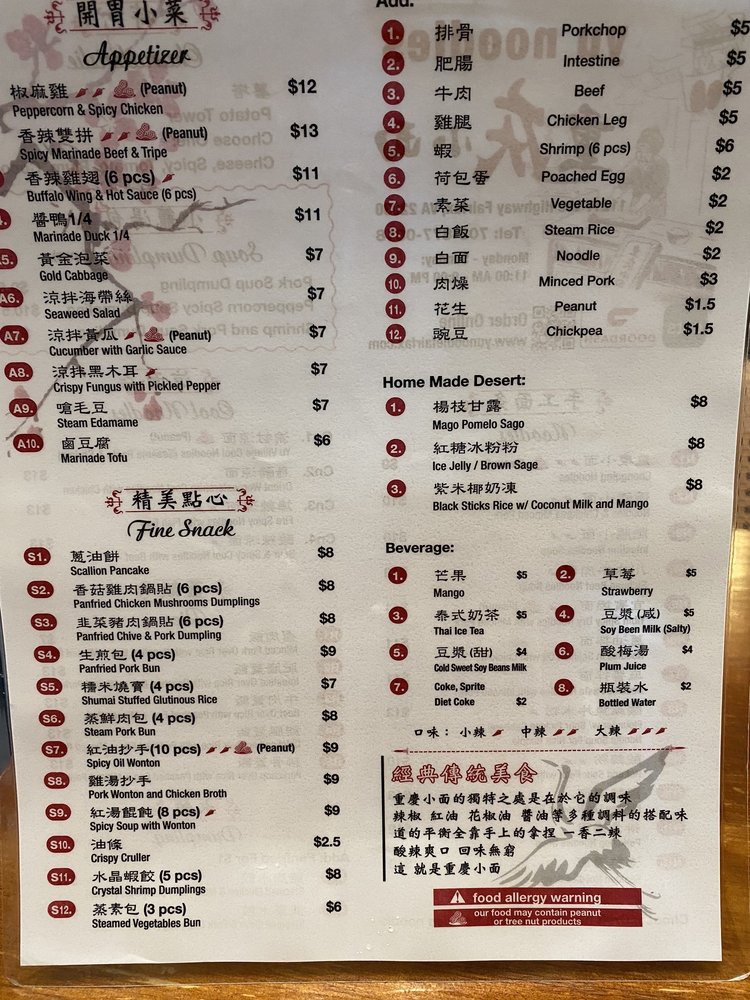 開胃小菜
Appetizer
椒麻雞 (Peanut) $12
Peppercorn & Spicy Chicken
香辣雙拼 (Peanut) $13
Spicy Marinade Beef & Tripe
香辣雞翅 (6 pcs) $11
Buffalo Wing & Hot Sauce (6 pcs)
醬鴨1/4 $11
Marinade Duck 1/4
黃金泡菜 $7
Gold Cabbage
A6. 涼拌海帶絲 $7
Seaweed Salad
A7. 涼拌黃瓜 (Peanut) $7
Cucumber with Garlic Sauce
A8. 涼拌黑木耳 $7
Crispy Fungus with Pickled Pepper
A9. 嗆毛豆 $7
Steam Edamame
A10. 鹵豆腐 $6
Marinade Tofu
精美點心
Fine Snack
S1. 蔥油餅 $8
Scallion Pancake
S2. 香菇雞肉鍋貼 (6 pcs) $8
Panfried Chicken Mushrooms Dumplings
S3. 韭菜豬肉鍋貼 (6 pcs) $8
Panfried Chive & Pork Dumpling
S4. 生煎包 (4 pcs) $9
Panfried Pork Bun
S5. 糯米燒賣 (4 pcs) $7
Shumai Stuffed Glutinous Rice
S6. 蒸鮮肉包 (4 pcs) $8
Steam Pork Bun
S7. 紅油抄手(10 pcs) (Peanut) $9
Spicy Oil Wonton
S8. 雞湯抄手 $9
Pork Wonton and Chicken Broth
S9. 紅湯餛飩 (8 pcs) $9
Spicy Soup with Wonton
S10. 油條 $2.5
Crispy Cruller
S11. 水晶蝦餃 (5 pcs) $8
Crystal Shrimp Dumplings
S12. 蒸素包 (3 pcs) $6
Steamed Vegetables Bun
Add:
1. 排骨 Porkchop $5
2. 肥腸 Intestine $5
3. 牛肉 Beef $5
4. 雞腿 Chicken Leg $5
5. 蝦 Shrimp (6 pcs) $6
6. 荷包蛋 Poached Egg $2
7. 素菜 Vegetable $2
8. 白飯 Steam Rice $2
9. 白面 Noodle $2
10. 肉燥 Minced Pork $3
11. 花生 Peanut $1.5
12. 豌豆 Chickpea $1.5
Home Made Desert:
1. 楊枝甘露 $8
Mago Pomelo Sago
2. 紅糖冰粉粉 $8
Ice Jelly / Brown Sage
3. 紫米椰奶凍 $8
Black Sticks Rice w/ Coconut Milk and Mango
Beverage:
1. 芒果 $5 2. 草莓 $5
Mango Strawberry
3. 泰式奶茶 $5 4. 豆漿 (咸) $5
Thai Ice Tea Soy Been Milk (Salty)
5. 豆漿 (甜) $4 6. 酸梅湯 $4
Cold Sweet Soy Beans Milk Plum Juice
7. Coke, Sprite 8. 瓶裝水 $2
Diet Coke $2 Bottled Water
口味: 小辣 中辣 大辣
經典傳統美食
重慶小面的獨特之處是在於它的調味
辣椒 紅油 花椒油 醬油等多種調料的搭配味
道的平衡全靠手上的拿捏 一香二辣
酸辣爽口 回味無窮
這 就是重慶小面
food allergy warning
our food may contain peanut
or tree nut products